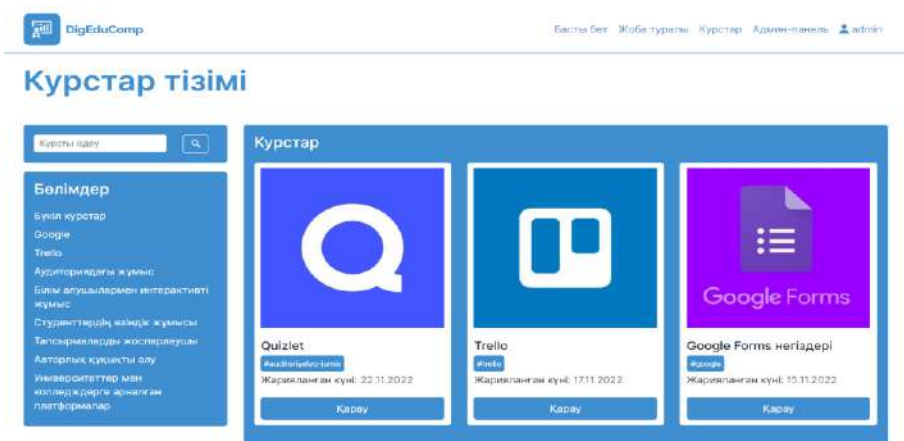 DigEduComp
Басты бет Жоба туралы Курстар Админ-панель admin
Курстар тізімі
Курсты іздеу
Бөлімдер
Бүкіл курстар
Google
Trello
Аудиториядағы жұмыс
Білім алушылармен интерактивті
жұмыс
Студенттердің өзіндік жұмысы
Тапсырмаларды жоспарлаушы
Авторлық құқықты алу
Университеттер мен
колледждерге арналған
платформалар
Курстар
Quizlet
Жарияланған күні: 22.11.2022
Қарау
Trello
#trello
Жарияланған күні: 17.11.2022
Қарау
Google Forms
Google Forms негіздері
#google
Жарияланған күні: 15.11.2022
Қарау